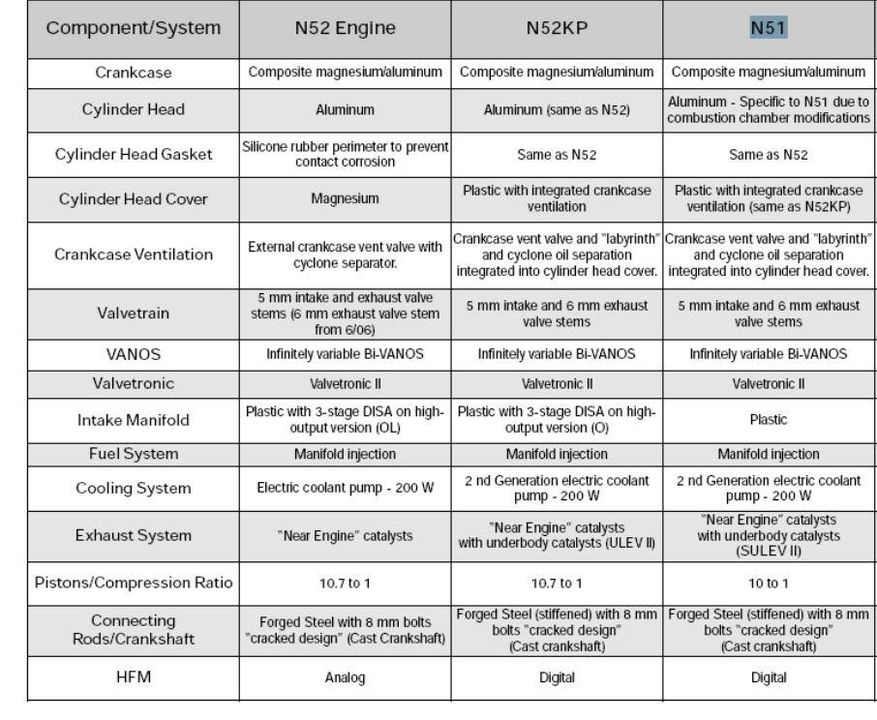 Component/System N52 Engine N52KP N51
Crankcase Composite magnesium/aluminum Composite magnesium/aluminum Composite magnesium/aluminum
Cylinder Head Aluminum Aluminum (same as N52) Aluminum - Specific to N51 due to
combustion chamber modifications
Cylinder Head Gasket Silicone rubber perimeter to prevent
contact corrosion Same as N52 Same as N52
Cylinder Head Cover Magnesium Plastic with integrated crankcase
ventilation Plastic with integrated crankcase
ventilation (same as N52KP)
Crankcase Ventilation External crankcase vent valve with
cyclone separator. Crankcase vent valve and "labyrinth"
and cyclone oil separation
integrated into cylinder head cover. Crankcase vent valve and "labyrinth"
and cyclone oil separation
integrated into cylinder head cover.
Valvetrain 5 mm intake and exhaust valve
stems (6 mm exhaust valve stem
from 6/06) 5 mm intake and 6 mm exhaust
valve stems 5 mm intake and 6 mm exhaust
valve stems
VANOS Infinitely variable Bi-VANOS Infinitely variable Bi-VANOS Infinitely variable Bi-VANOS
Valvetronic Valvetronic II Valvetronic II Valvetronic II
Intake Manifold Plastic with 3-stage DISA on high-
output version (OL) Plastic with 3-stage DISA on high-
output version (O) Plastic
Fuel System Manifold injection Manifold injection Manifold injection
Cooling System Electric coolant pump - 200 W 2 nd Generation electric coolant
pump - 200 W 2 nd Generation electric coolant
pump - 200 W
Exhaust System "Near Engine" catalysts "Near Engine" catalysts
with underbody catalysts (ULEV II) "Near Engine" catalysts
with underbody catalysts
(SULEV II)
Pistons/Compression Ratio 10.7 to 1 10.7 to 1 10 to 1
Connecting
Rods/Crankshaft Forged Steel with 8 mm bolts
"cracked design" (Cast Crankshaft) Forged Steel (stiffened) with 8 mm
bolts "cracked design"
(Cast crankshaft) Forged Steel (stiffened) with 8 mm
bolts "cracked design"
(Cast crankshaft)
HFM Analog Digital Digital